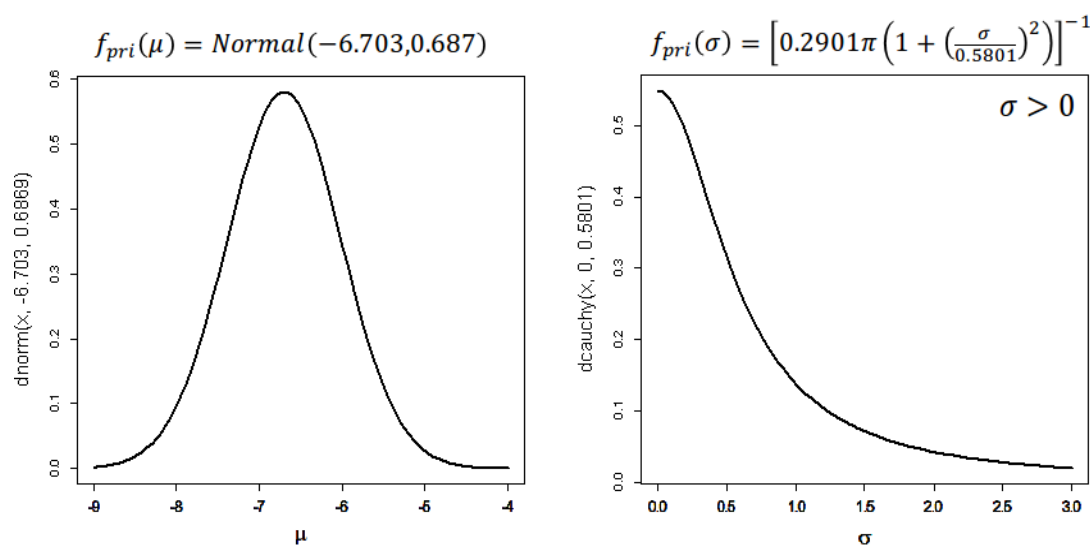 f_pri(μ) = Normal(−6.703,0.687)
dnorm(x, -6.703, 0.6869)
0.6
0.5
0.4
0.3
0.2
0.1
0.0
-9 -8 -7 -6 -5 -4
μ
f_pri(σ) = [0.2901π(1 + (σ/0.5801)²)]⁻¹
σ > 0
dcauchy(x, 0, 0.5801)
0.5
0.4
0.3
0.2
0.1
0.0
0.0 0.5 1.0 1.5 2.0 2.5 3.0
σ